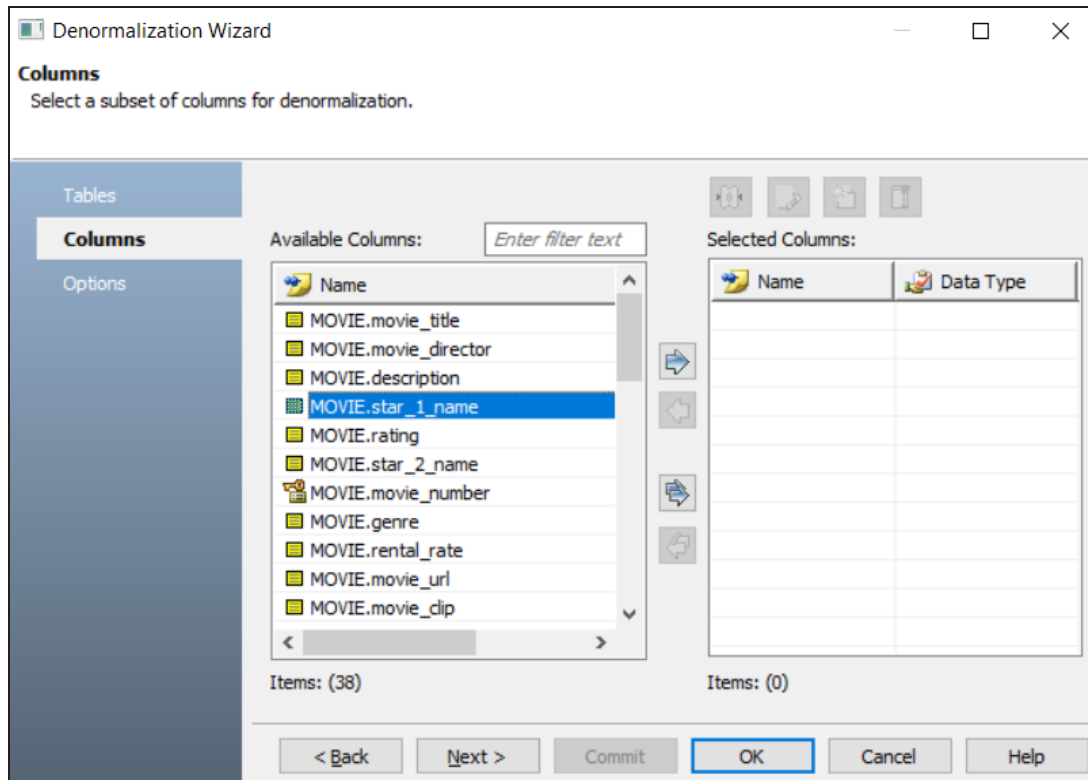 Denormalization Wizard
Columns
Select a subset of columns for denormalization.
Tables
Columns
Options
Available Columns:
Enter filter text
Name
MOVIE.movie_title
MOVIE.movie_director
MOVIE.description
MOVIE.star_1_name
MOVIE.rating
MOVIE.star_2_name
MOVIE.movie_number
MOVIE.genre
MOVIE.rental_rate
MOVIE.movie_url
MOVIE.movie_clip
Items: (38)
Selected Columns:
Name Data Type
Items: (0)
< Back Next > Commit OK Cancel Help